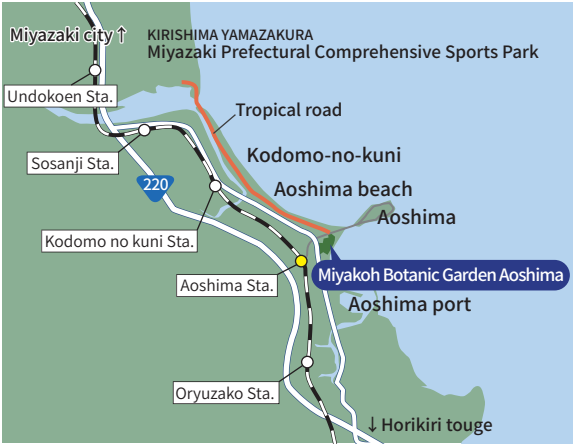 Miyazaki city ↑
KIRISHIMA YAMAZAKURA
Miyazaki Prefectural Comprehensive Sports Park
Undokoen Sta.
Tropical road
Sosanji Sta.
Kodomo-no-kuni
220
Aoshima beach
Aoshima
Kodomo no kuni Sta.
Miyakoh Botanic Garden Aoshima
Aoshima Sta.
Aoshima port
Oryuzako Sta.
↓Horikiri touge